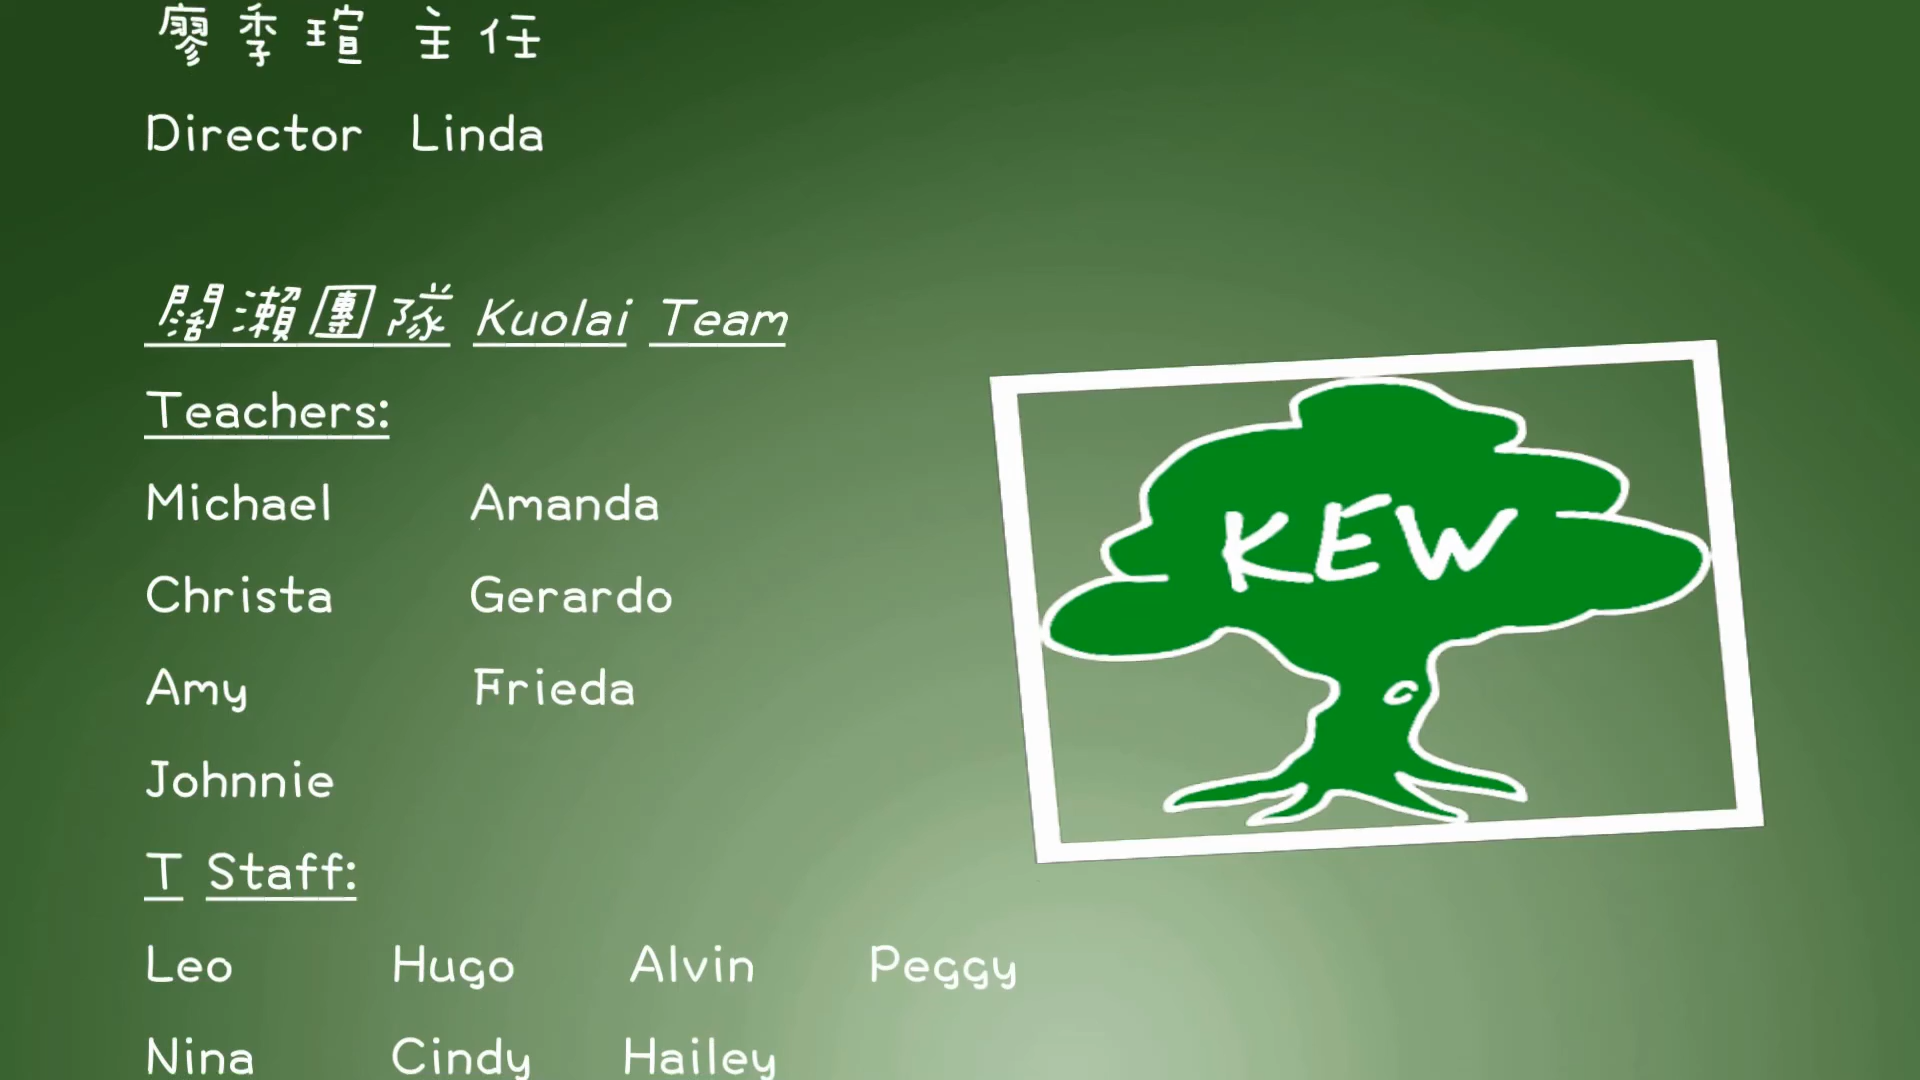 廖季瑄 主任
Director Linda
闊瀨團隊 Kuolai Team
Teachers:
Michael Amanda
Christa Gerardo
Amy Frieda
Johnnie
T Staff:
Leo Hugo Alvin Peggy
Nina Cindy Hailey
KEW